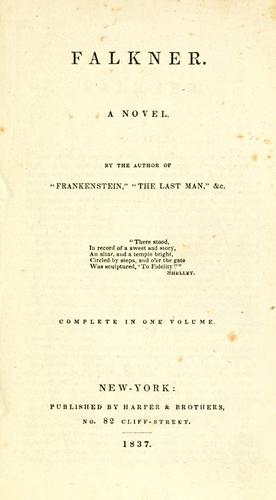 FALKNER.
A NOVEL.
BY THE AUTHOR OF
"FRANKENSTEIN," "THE LAST MAN," &c.
"There stood,
In record of a sweet sad story,
An altar, and a temple bright,
Circled by steps, and o'er the gate
Was sculptured, 'To Fidelity!'"
SHELLEY.
COMPLETE IN ONE VOLUME.
NEW-YORK:
PUBLISHED BY HARPER & BROTHERS,
NO. 82 CLIFF-STREET.
1837.